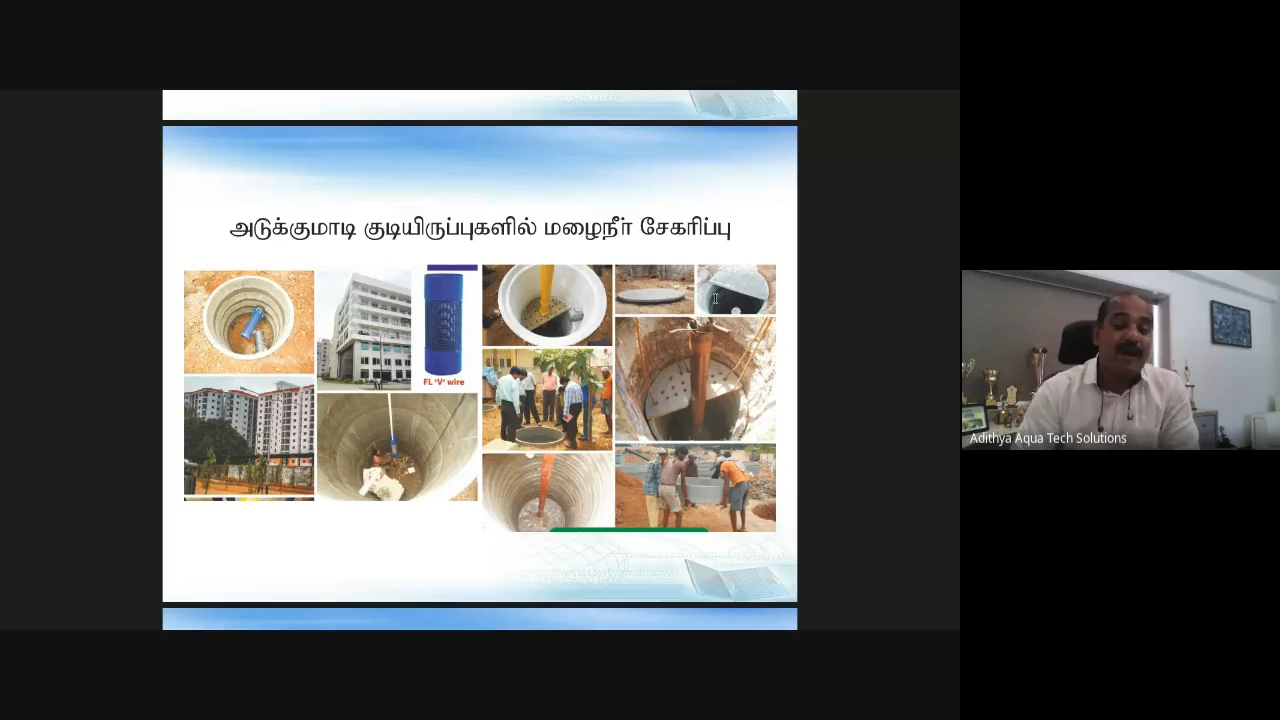 அடுக்குமாடி குடியிருப்புகளில் மழைநீர் சேகரிப்பு
FL 'V' wire
Adithya Aqua Tech Solutions